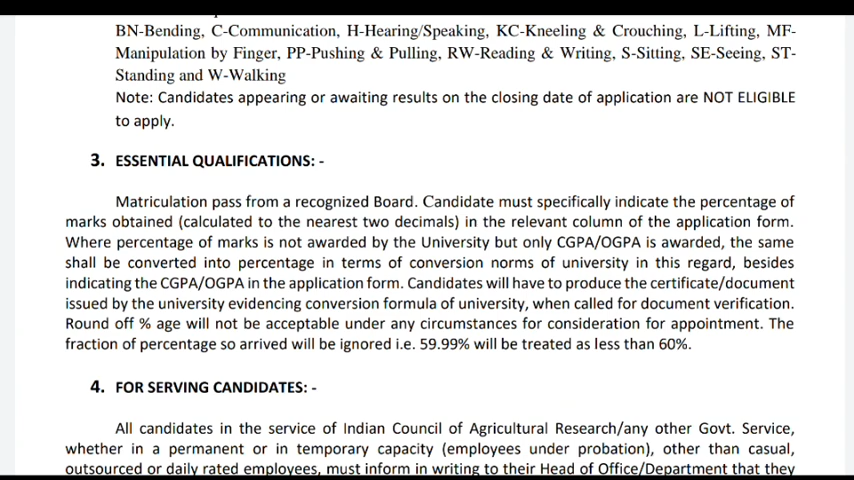 BN-Bending, C-Communication, H-Hearing/Speaking, KC-Kneeling & Crouching, L-Lifting, MF-
Manipulation by Finger, PP-Pushing & Pulling, RW-Reading & Writing, S-Sitting, SE-Seeing, ST-
Standing and W-Walking
Note: Candidates appearing or awaiting results on the closing date of application are NOT ELIGIBLE
to apply.
3. ESSENTIAL QUALIFICATIONS: -
Matriculation pass from a recognized Board. Candidate must specifically indicate the percentage of
marks obtained (calculated to the nearest two decimals) in the relevant column of the application form.
Where percentage of marks is not awarded by the University but only CGPA/OGPA is awarded, the same
shall be converted into percentage in terms of conversion norms of university in this regard, besides
indicating the CGPA/OGPA in the application form. Candidates will have to produce the certificate/document
issued by the university evidencing conversion formula of university, when called for document verification.
Round off % age will not be acceptable under any circumstances for consideration for appointment. The
fraction of percentage so arrived will be ignored i.e. 59.99% will be treated as less than 60%.
4. FOR SERVING CANDIDATES: -
All candidates in the service of Indian Council of Agricultural Research/any other Govt. Service,
whether in a permanent or in temporary capacity (employees under probation), other than casual,
outsourced or daily rated employees, must inform in writing to their Head of Office/Department that they